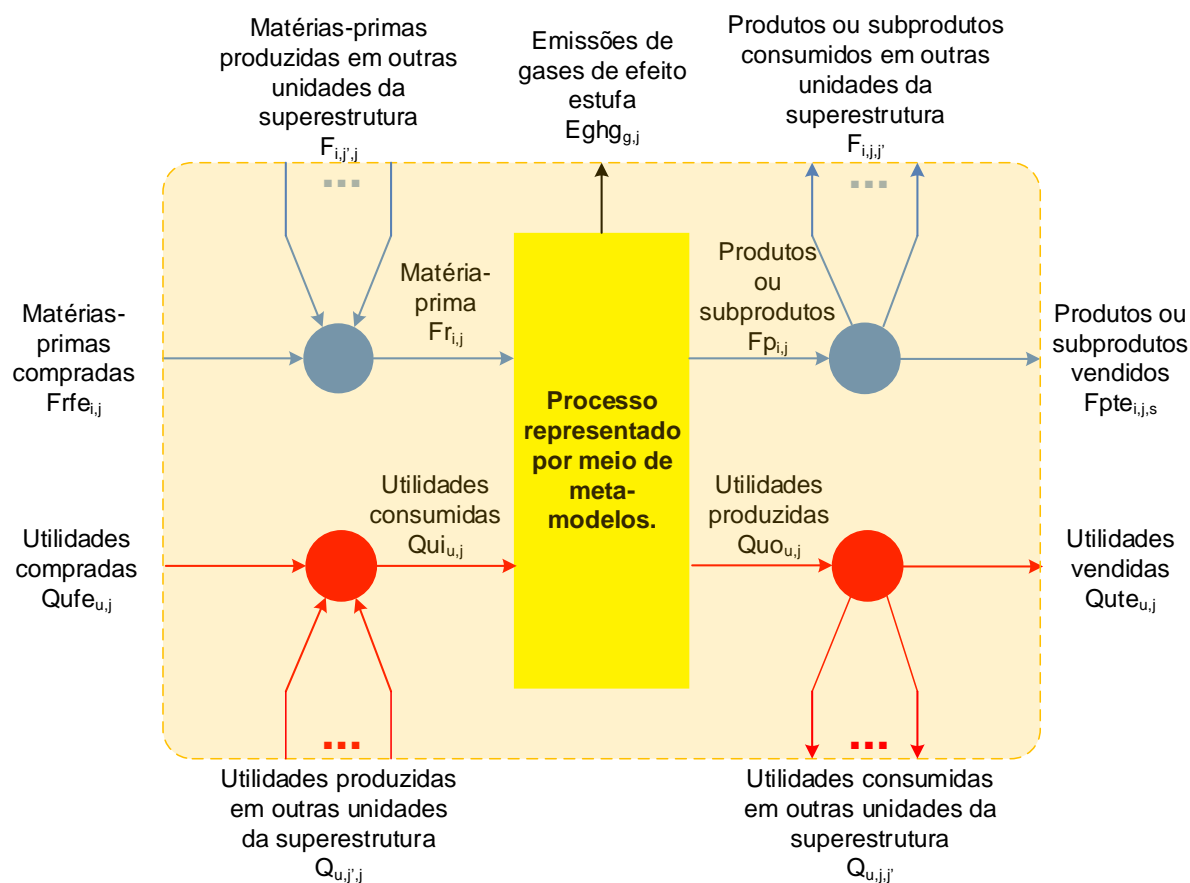 Matérias-primas
produzidas em outras
unidades da
superestrutura
Fi,j’,j
Emissões de
gases de efeito
estufa
Eghgg,j
Produtos ou subprodutos
consumidos em outras
unidades da
superestrutura
Fi,j,j’
Matérias-
primas
compradas
Frfei,j
Matéria-
prima
Fri,j
Processo
representado
por meio de
meta-
modelos.
Produtos
ou
subprodutos
Fpi,j
Produtos ou
subprodutos
vendidos
Fptei,j,s
Utilidades
compradas
Qufeu,j
Utilidades
consumidas
Quiu,j
Utilidades
produzidas
Quou,j
Utilidades
vendidas
Quteu,j
Utilidades produzidas
em outras unidades
da superestrutura
Qu,j’,j
Utilidades consumidas
em outras unidades da
superestrutura
Qu,j,j’